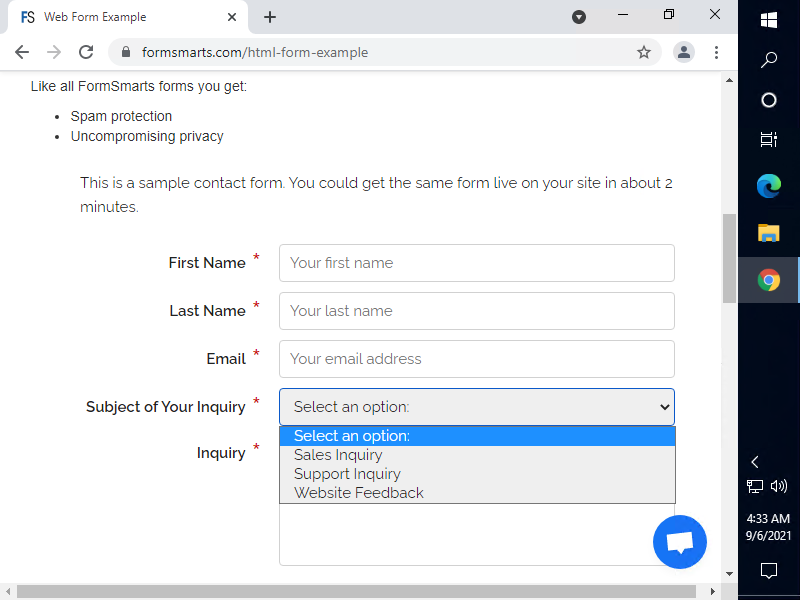 FS Web Form Example
formsmarts.com/html-form-example
Like all FormSmarts forms you get:
• Spam protection
• Uncompromising privacy
This is a sample contact form. You could get the same form live on your site in about 2
minutes.
First Name *
Your first name
Last Name *
Your last name
Email *
Your email address
Subject of Your Inquiry *
Select an option:
Select an option:
Sales Inquiry
Support Inquiry
Website Feedback
Inquiry *
4:33 AM
9/6/2021